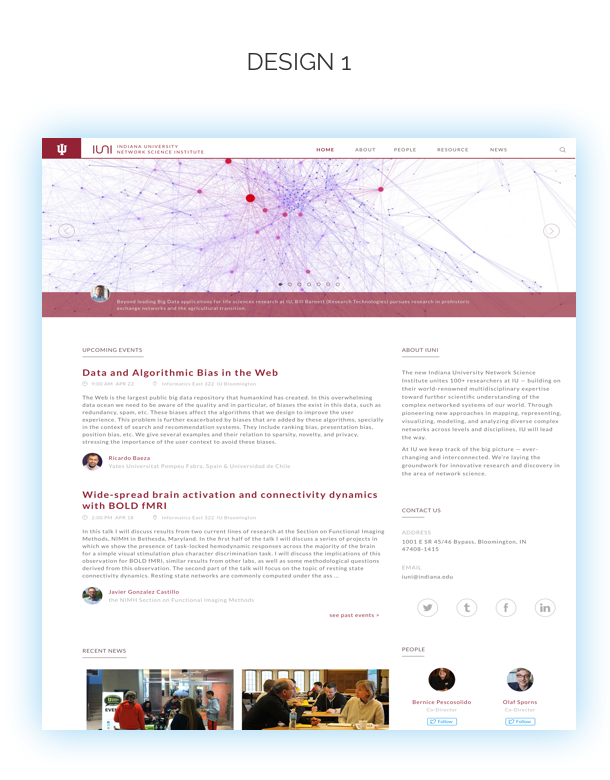 DESIGN 1
INDIANA UNIVERSITY
NETWORK SCIENCE INSTITUTE
IUNI
HOME ABOUT PEOPLE RESOURCE NEWS
Beyond leading Big Data applications for life sciences research at IU, Bill Barnett (Research Technologies) pursues research in prehistoric
exchange networks and the agricultural transition.
UPCOMING EVENTS
Data and Algorithmic Bias in the Web
9:00 AM APR 22 Informatics East 322 IU Bloomington
The Web is the largest public big data repository that humankind has created. In this overwhelming
data ocean we need to be aware of the quality and in particular, of biases the exist in this data, such as
redundancy, spam, etc. These biases affect the algorithms that we design to improve the user
experience. This problem is further exacerbated by biases that are added by these algorithms, specially
in the context of search and recommendation systems. They include ranking bias, presentation bias,
position bias, etc. We give several examples and their relation to sparsity, novelty, and privacy,
stressing the importance of the user context to avoid these biases.
Ricardo Baeza
Yales Universitat Pompeu Fabra, Spain & Universidad de Chile
Wide-spread brain activation and connectivity dynamics
with BOLD fMRI
2:00 PM APR 18 Informatics East 322 IU Bloomington
In this talk I will discuss results from two current lines of research at the Section on Functional Imaging
Methods, NIMH in Bethesda, Maryland. In the first half of the talk I will discuss a series of projects in
which we show the presence of task-locked hemodynamic responses across the majority of the brain
for a simple visual stimulation plus character discrimination task. I will discuss the implications of this
observation for BOLD fMRI, similar results from other labs, as well as some methodological questions
derived from these observations. The second part of the talk will focus on the topic of resting state
connectivity dynamics. Resting state networks are commonly computed under the ass ...
Javier Gonzalez Castillo
the NIMH Section on Functional Imaging Methods
see past events >
RECENT NEWS
ABOUT IUNI
The new Indiana University Network Science
Institute unites 100+ researchers at IU — building on
their world-renowned multidisciplinary expertise
toward further scientific understanding of the
complex networked systems of our world. Through
pioneering new approaches in mapping, representing,
visualizing, modeling, and analyzing diverse complex
networks across levels and disciplines, IU will lead
the way.
At IU we keep track of the big picture — ever-
changing and interconnected. We're laying the
groundwork for innovative research and discovery in
the area of network science.
CONTACT US
ADDRESS
1001 E SR 45/46 Bypass, Bloomington, IN
47408-1415
EMAIL
iuni@indiana.edu
PEOPLE
Bernice Pescosolido Olaf Sporns
Co-Director Co-Director
Follow Follow